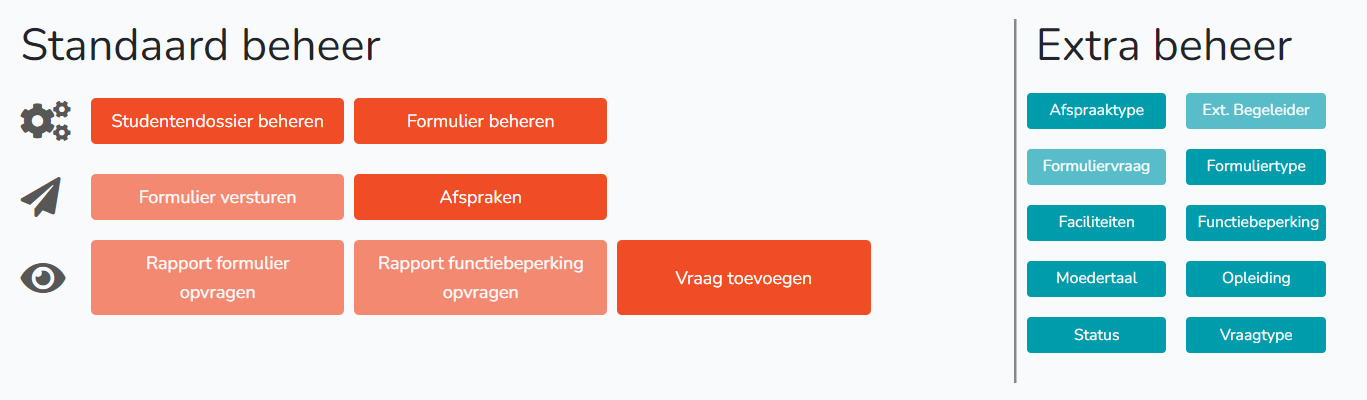 Standaard beheer
Studentendossier beheren
Formulier beheren
Formulier versturen
Afspraken
Rapport formulier
opvragen
Rapport functiebeperking
opvragen
Vraag toevoegen
Extra beheer
Afspraaktype
Ext. Begeleider
Formuliervraag
Formuliertype
Faciliteiten
Functiebeperking
Moedertaal
Opleiding
Status
Vraagtype